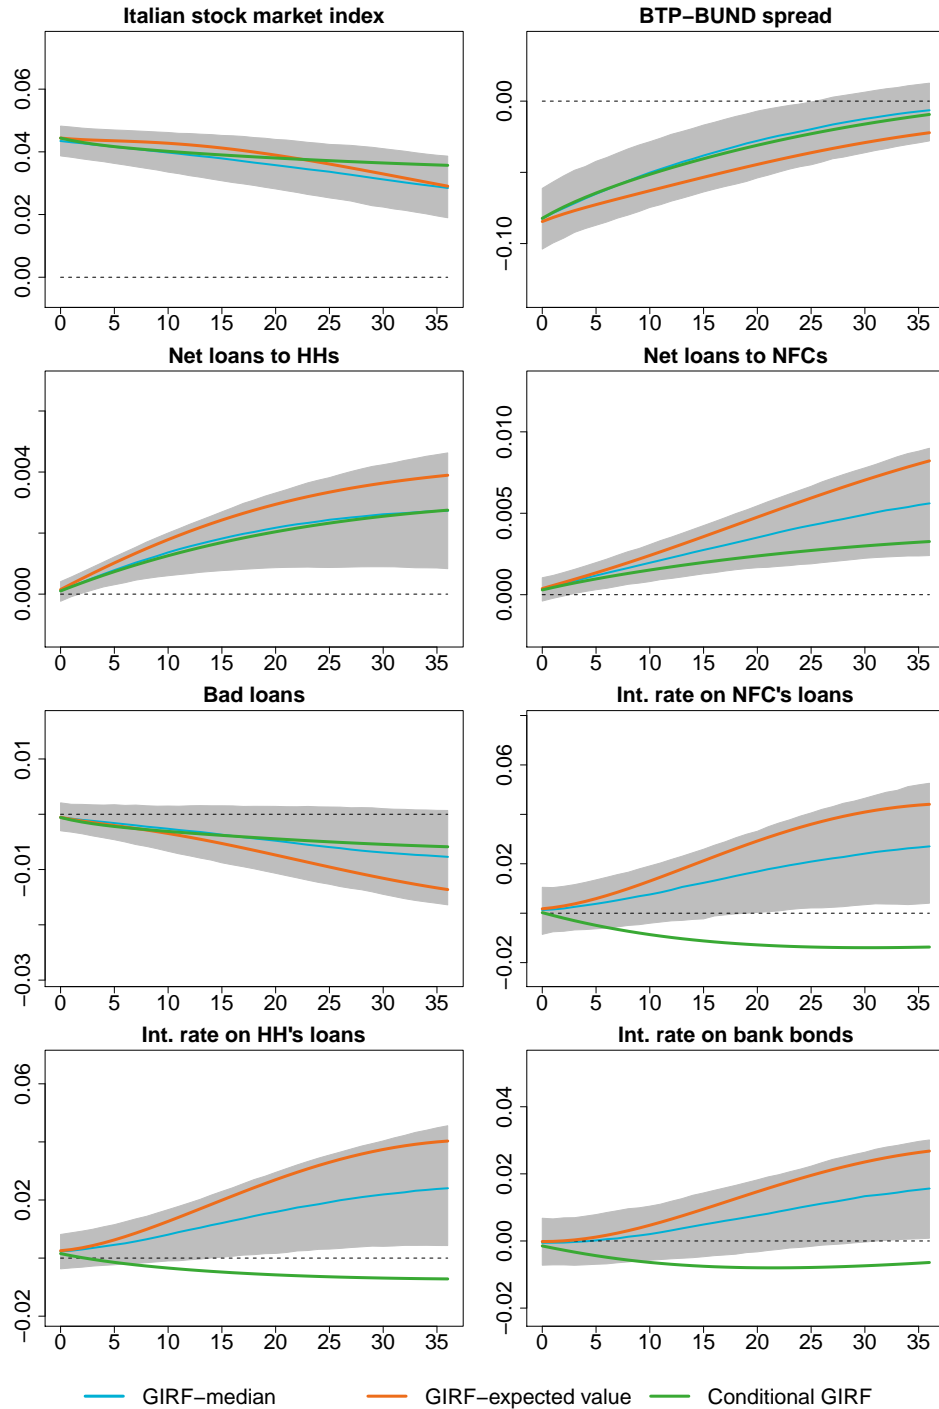 Italian stock market index
BTP−BUND spread
0.00 0.02 0.04 0.06
−0.10 0.00
0 5 10 15 20 25 30 35
0 5 10 15 20 25 30 35
Net loans to HHs
Net loans to NFCs
0.000 0.004
0.000 0.005 0.010
0 5 10 15 20 25 30 35
0 5 10 15 20 25 30 35
Bad loans
Int. rate on NFC's loans
−0.03 −0.01 0.01
−0.02 0.02 0.06
0 5 10 15 20 25 30 35
0 5 10 15 20 25 30 35
Int. rate on HH's loans
Int. rate on bank bonds
−0.02 0.02 0.06
−0.02 0.00 0.02 0.04
0 5 10 15 20 25 30 35
0 5 10 15 20 25 30 35
GIRF−median GIRF−expected value Conditional GIRF